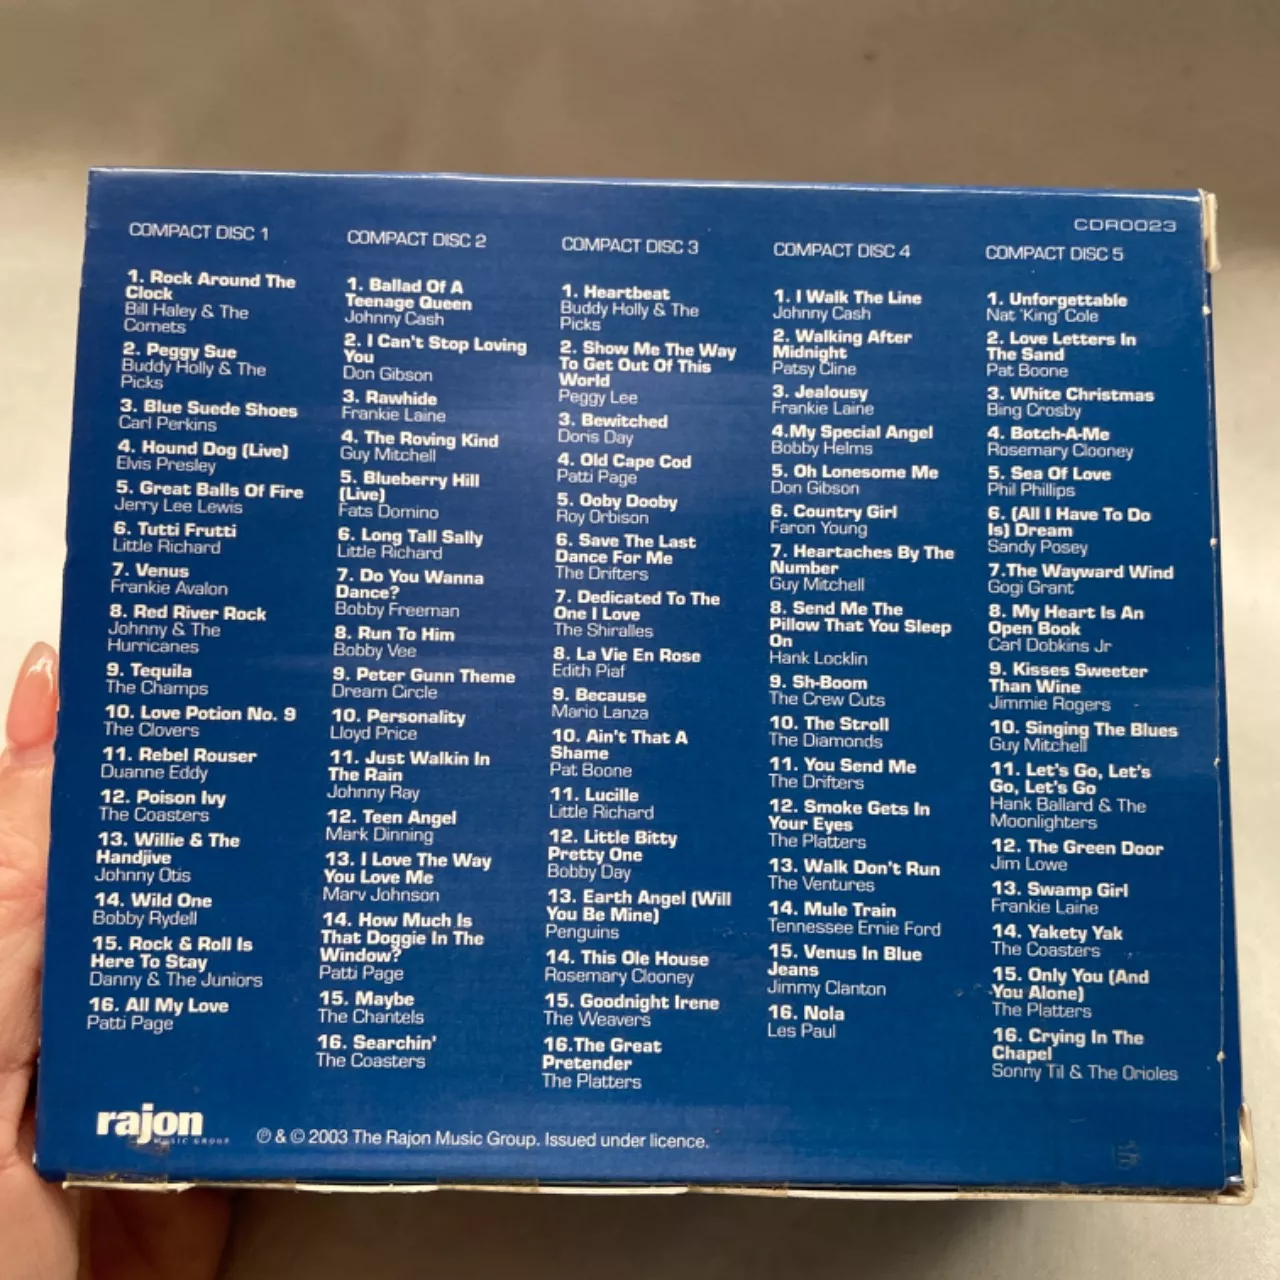 CDR0023
COMPACT DISC 1
1. Rock Around The
Clock
Bill Haley & The
Comets
2. Peggy Sue
Buddy Holly & The
Picks
3. Blue Suede Shoes
Carl Perkins
4. Hound Dog (Live)
Elvis Presley
5. Great Balls Of Fire
Jerry Lee Lewis
6. Tutti Frutti
Little Richard
7. Venus
Frankie Avalon
8. Red River Rock
Johnny & The
Hurricanes
9. Tequila
The Champs
10. Love Potion No. 9
The Clovers
11. Rebel Rouser
Duanne Eddy
12. Poison Ivy
The Coasters
13. Willie & The
Handjive
Johnny Otis
14. Wild One
Bobby Rydell
15. Rock & Roll Is
Here To Stay
Danny & The Juniors
16. All My Love
Patti Page
COMPACT DISC 2
1. Ballad Of A
Teenage Queen
Johnny Cash
2. I Can't Stop Loving
You
Don Gibson
3. Rawhide
Frankie Laine
4. The Roving Kind
Guy Mitchell
5. Blueberry Hill
(Live)
Fats Domino
6. Long Tall Sally
Little Richard
7. Do You Wanna
Dance?
Bobby Freeman
8. Run To Him
Bobby Vee
9. Peter Gunn Theme
Dream Circle
10. Personality
Lloyd Price
11. Just Walkin In
The Rain
Johnny Ray
12. Teen Angel
Mark Dinning
13. I Love The Way
You Love Me
Marv Johnson
14. How Much Is
That Doggie In The
Window?
Patti Page
15. Maybe
The Chantels
16. Searchin'
The Coasters
COMPACT DISC 3
1. Heartbeat
Buddy Holly & The
Picks
2. Show Me The Way
To Get Out Of This
World
Peggy Lee
3. Bewitched
Doris Day
4. Old Cape Cod
Patti Page
5. Ooby Dooby
Roy Orbison
6. Save The Last
Dance For Me
The Drifters
7. Dedicated To The
One I Love
The Shiralles
8. La Vie En Rose
Edith Piaf
9. Because
Mario Lanza
10. Ain't That A
Shame
Pat Boone
11. Lucille
Little Richard
12. Little Bitty
Pretty One
Bobby Day
13. Earth Angel (Will
You Be Mine)
Penguins
14. This Ole House
Rosemary Clooney
15. Goodnight Irene
The Weavers
16.The Great
Pretender
The Platters
COMPACT DISC 4
1. I Walk The Line
Johnny Cash
2. Walking After
Midnight
Patsy Cline
3. Jealousy
Frankie Laine
4.My Special Angel
Bobby Helms
5. Oh Lonesome Me
Don Gibson
6. Country Girl
Faron Young
7. Heartaches By The
Number
Guy Mitchell
8. Send Me The
Pillow That You Sleep
On
Hank Locklin
9. Sh-Boom
The Crew Cuts
10. The Stroll
The Diamonds
11. You Send Me
The Drifters
12. Smoke Gets In
Your Eyes
The Platters
13. Walk Don't Run
The Ventures
14. Mule Train
Tennessee Ernie Ford
15. Venus In Blue
Jeans
Jimmy Clanton
16. Nola
Les Paul
COMPACT DISC 5
1. Unforgettable
Nat 'King' Cole
2. Love Letters In
The Sand
Pat Boone
3. White Christmas
Bing Crosby
4. Botch-A-Me
Rosemary Clooney
5. Sea Of Love
Phil Phillips
6. (All I Have To Do
Is) Dream
Sandy Posey
7.The Wayward Wind
Gogi Grant
8. My Heart Is An
Open Book
Carl Dobkins Jr
9. Kisses Sweeter
Than Wine
Jimmie Rogers
10. Singing The Blues
Guy Mitchell
11. Let's Go, Let's
Go, Let's Go
Hank Ballard & The
Moonlighters
12. The Green Door
Jim Lowe
13. Swamp Girl
Frankie Laine
14. Yakety Yak
The Coasters
15. Only You (And
You Alone)
The Platters
16. Crying In The
Chapel
Sonny Til & The Orioles
rajon
MUSIC GROUP
℗ & © 2003 The Rajon Music Group. Issued under licence.